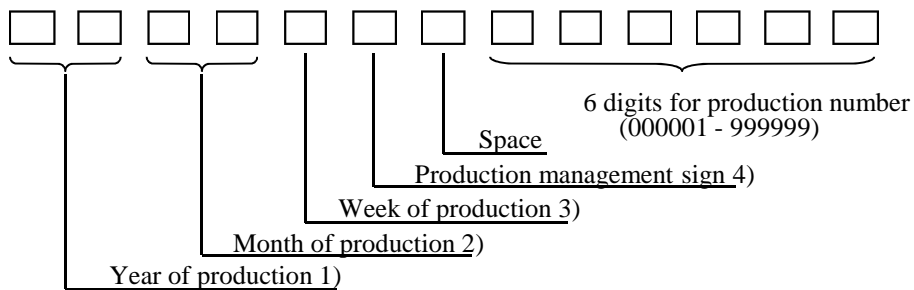 6 digits for production number
(000001 - 999999)
Space
Production management sign 4)
Week of production 3)
Month of production 2)
Year of production 1)